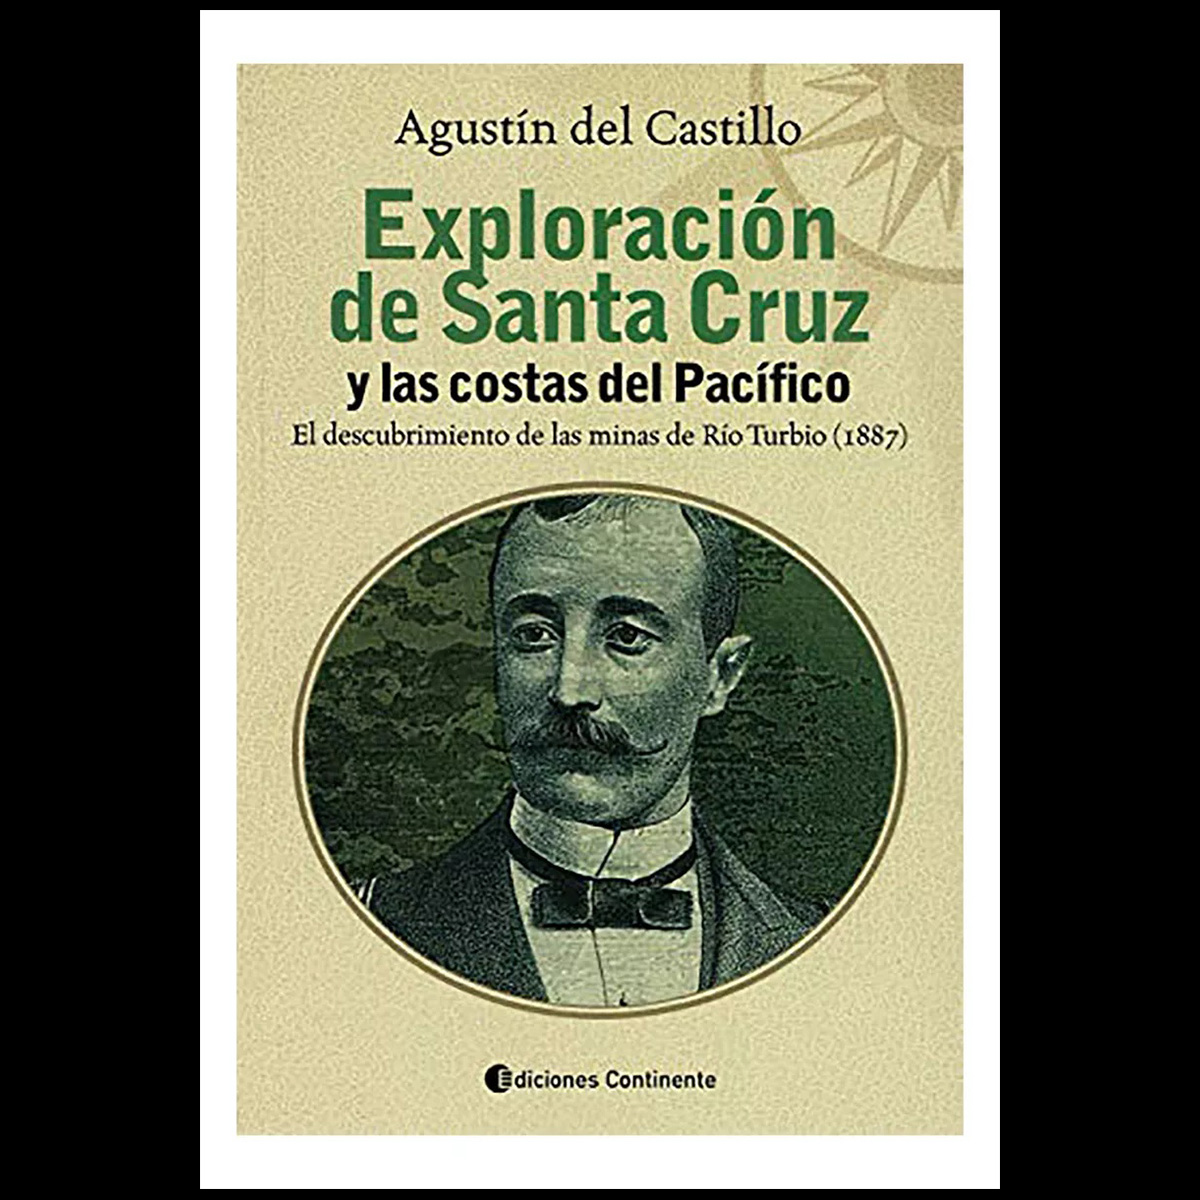 Agustín del Castillo
Exploración
de Santa Cruz
y las costas del Pacífico
El descubrimiento de las minas de Río Turbio (1887)
Ediciones Continente